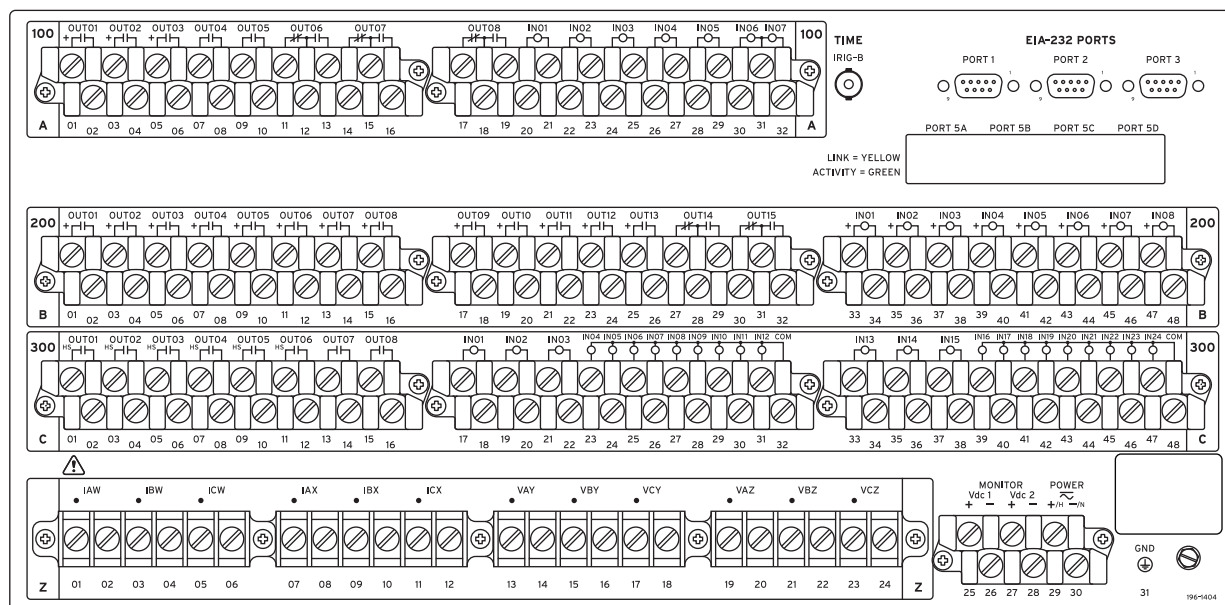 100 OUT01 OUT02 OUT03 OUT04 OUT05 OUT06 OUT07 OUT08 IN01 IN02 IN03 IN04 IN05 IN06 IN07 100
+ + +
A 01 02 03 04 05 06 07 08 09 10 11 12 13 14 15 16 17 18 19 20 21 22 23 24 25 26 27 28 29 30 31 32 A
TIME
IRIG-B
EIA-232 PORTS
PORT 1 PORT 2 PORT 3
9 1 9 1 9 1
PORT 5A PORT 5B PORT 5C PORT 5D
LINK = YELLOW
ACTIVITY = GREEN
200 OUT01 OUT02 OUT03 OUT04 OUT05 OUT06 OUT07 OUT08 OUT09 OUT10 OUT11 OUT12 OUT13 OUT14 OUT15 IN01 IN02 IN03 IN04 IN05 IN06 IN07 IN08 200
+ + + + + + + + + + + + + + + + + + + + +
B 01 02 03 04 05 06 07 08 09 10 11 12 13 14 15 16 17 18 19 20 21 22 23 24 25 26 27 28 29 30 31 32 33 34 35 36 37 38 39 40 41 42 43 44 45 46 47 48 B
300 OUT01 OUT02 OUT03 OUT04 OUT05 OUT06 OUT07 OUT08 IN01 IN02 IN03 IN04 IN05 IN06 IN07 IN08 IN09 IN10 IN11 IN12 COM IN13 IN14 IN15 IN16 IN17 IN18 IN19 IN20 IN21 IN22 IN23 IN24 COM 300
HS HS HS HS HS HS
C 01 02 03 04 05 06 07 08 09 10 11 12 13 14 15 16 17 18 19 20 21 22 23 24 25 26 27 28 29 30 31 32 33 34 35 36 37 38 39 40 41 42 43 44 45 46 47 48 C
IAW IBW ICW IAX IBX ICX VAY VBY VCY VAZ VBZ VCZ
Z 01 02 03 04 05 06 07 08 09 10 11 12 13 14 15 16 17 18 19 20 21 22 23 24 Z
MONITOR POWER
Vdc 1 Vdc 2
+ − + − +/H −/N
25 26 27 28 29 30
GND
31
196-1404